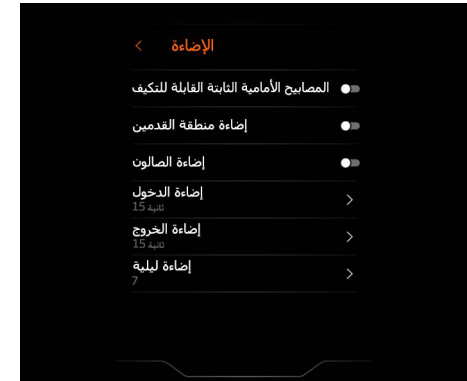 الإضاءة
المصابيح الأمامية الثابتة القابلة للتكيف
إضاءة منطقة القدمين
إضاءة الصالون
إضاءة الدخول
15 ثانية
إضاءة الخروج
15 ثانية
إضاءة ليلية
7